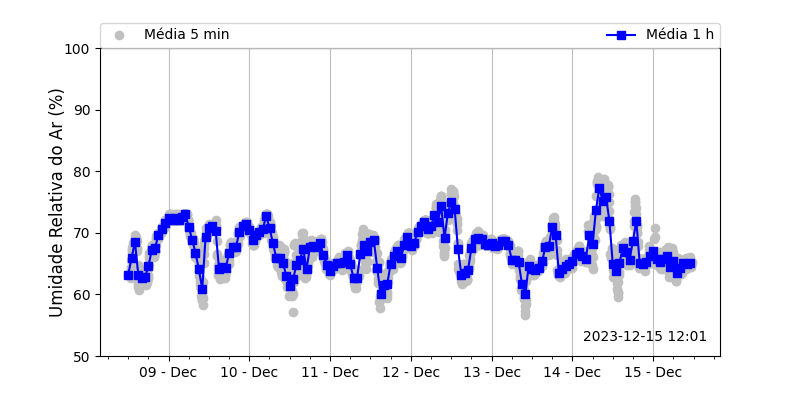 Média 5 min
Média 1 h
Umidade Relativa do Ar (%)
100
90
80
70
60
50
2023-12-15 12:01
09 - Dec
10 - Dec
11 - Dec
12 - Dec
13 - Dec
14 - Dec
15 - Dec